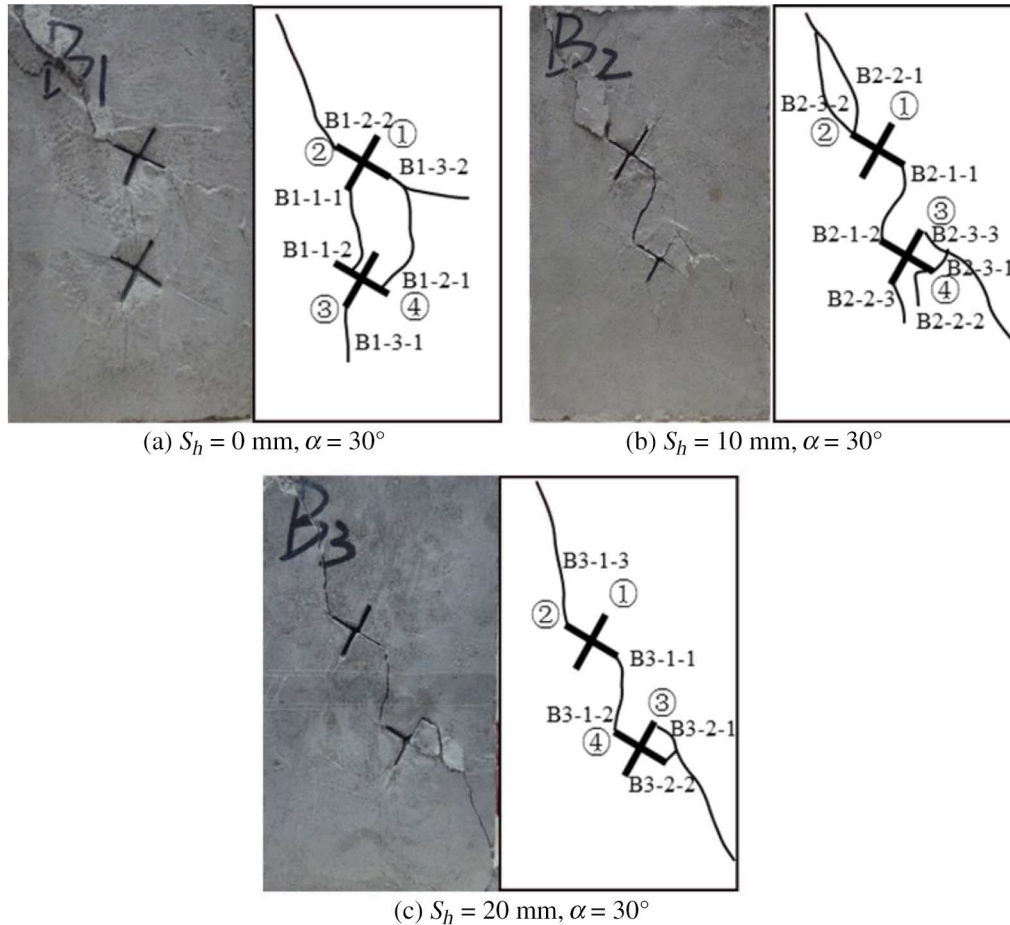 B1
B1-2-2 ①
② B1-3-2
B1-1-1
B1-1-2
B1-2-1
③ ④
B1-3-1
(a) Sₕ = 0 mm, α = 30°
B2
B2-2-1
B2-3-2 ①
②
B2-1-1
③
B2-1-2 B2-3-3
B2-3-1
B2-2-3 ④
B2-2-2
(b) Sₕ = 10 mm, α = 30°
B3
B3-1-3
①
②
B3-1-1
③
B3-1-2 B3-2-1
④
B3-2-2
(c) Sₕ = 20 mm, α = 30°